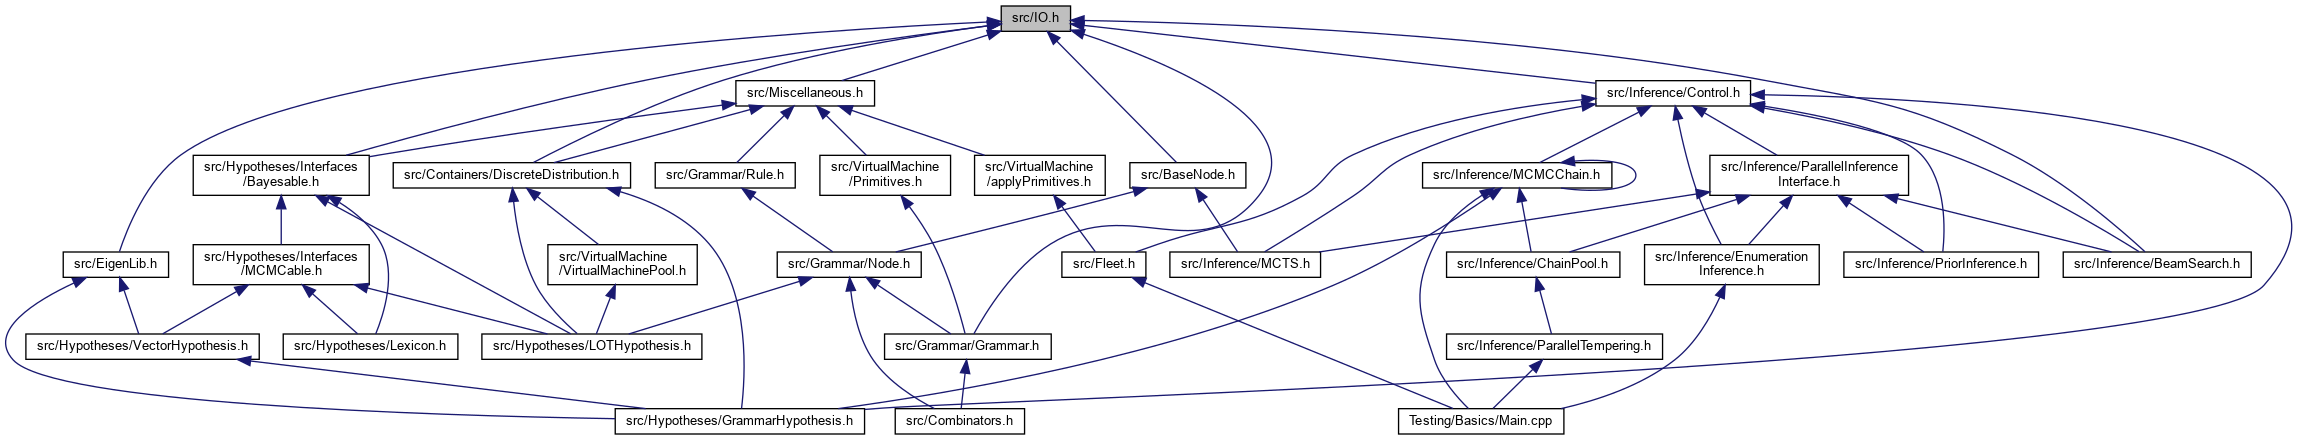 src/IO.h
src/Miscellaneous.h
src/Inference/Control.h
src/Hypotheses/Interfaces
/Bayesable.h
src/Containers/DiscreteDistribution.h
src/Grammar/Rule.h
src/VirtualMachine
/Primitives.h
src/VirtualMachine
/applyPrimitives.h
src/BaseNode.h
src/Inference/MCMCChain.h
src/Inference/ParallelInference
Interface.h
src/EigenLib.h
src/Hypotheses/Interfaces
/MCMCable.h
src/VirtualMachine
/VirtualMachinePool.h
src/Grammar/Node.h
src/Fleet.h
src/Inference/MCTS.h
src/Inference/ChainPool.h
src/Inference/Enumeration
Inference.h
src/Inference/PriorInference.h
src/Inference/BeamSearch.h
src/Hypotheses/VectorHypothesis.h
src/Hypotheses/Lexicon.h
src/Hypotheses/LOTHypothesis.h
src/Grammar/Grammar.h
src/Inference/ParallelTempering.h
src/Hypotheses/GrammarHypothesis.h
src/Combinators.h
Testing/Basics/Main.cpp